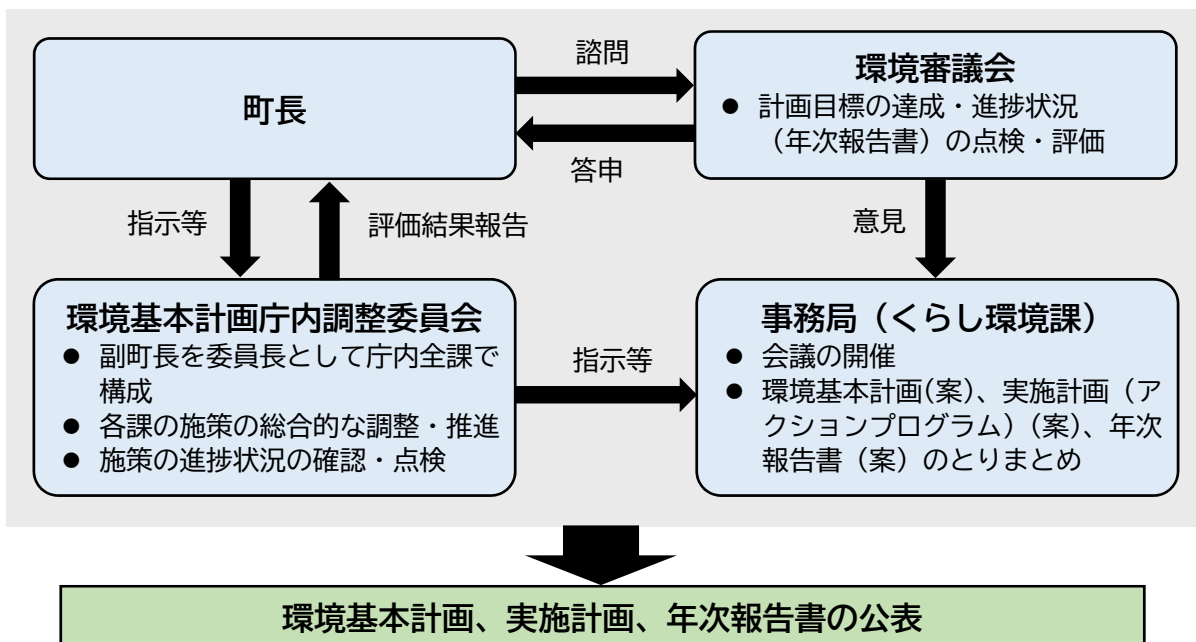 町長
諮問
答申
環境審議会
● 計画目標の達成・進捗状況
（年次報告書）の点検・評価
指示等
評価結果報告
意見
環境基本計画庁内調整委員会
● 副町長を委員長として庁内全課で
構成
● 各課の施策の総合的な調整・推進
● 施策の進捗状況の確認・点検
指示等
事務局（くらし環境課）
● 会議の開催
● 環境基本計画(案)、実施計画（ア
クションプログラム）(案)、年次
報告書（案）のとりまとめ
環境基本計画、実施計画、年次報告書の公表